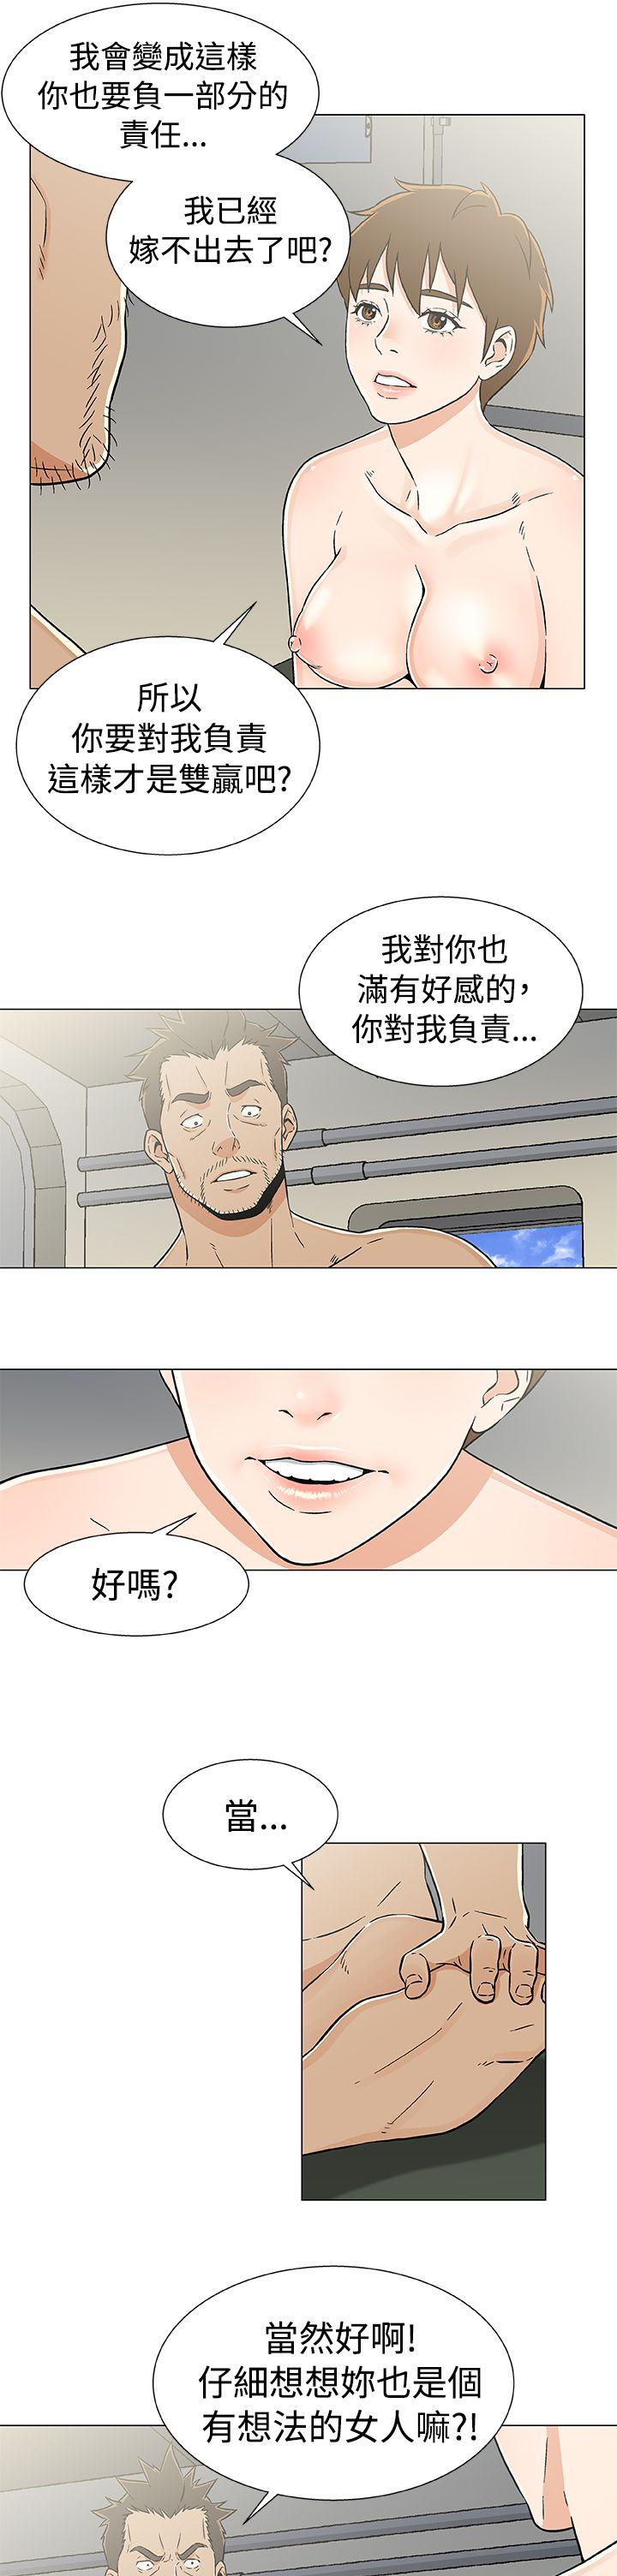 我會變成這樣
你也要負一部分的
責任...
我已經
嫁不出去了吧?
所以
你要對我負責
這樣才是雙贏吧?
我對你也
滿有好感的,
你對我負責...
好嗎?
當...
當然好啊!
仔細想想妳也是個
有想法的女人嘛?!